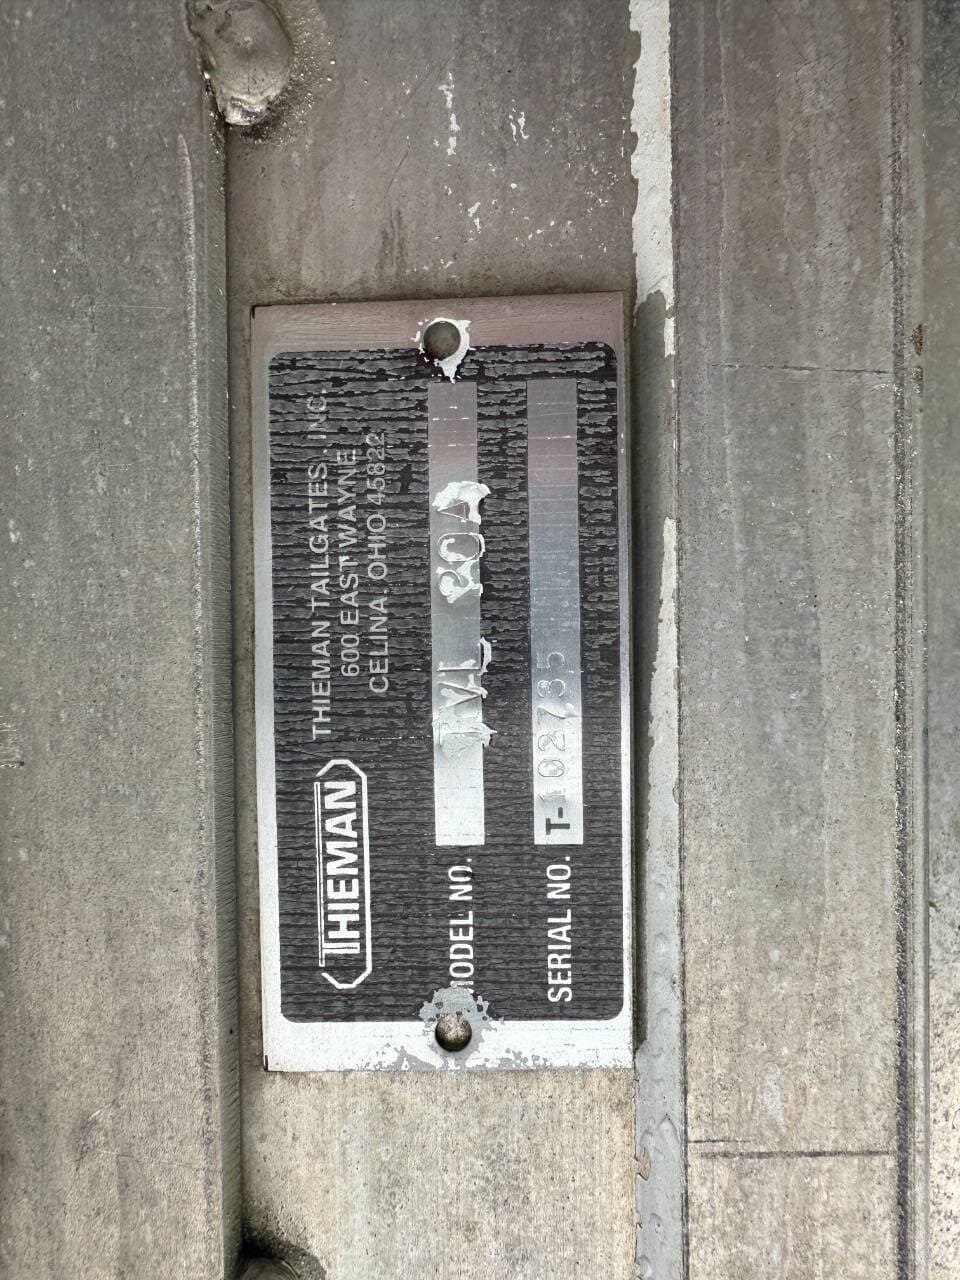 THIEMAN
THIEMAN TAILGATES, INC.
600 EAST WAYNE
CELINA, OHIO 45822
MODEL NO. TVL 20A
SERIAL NO. T-102735